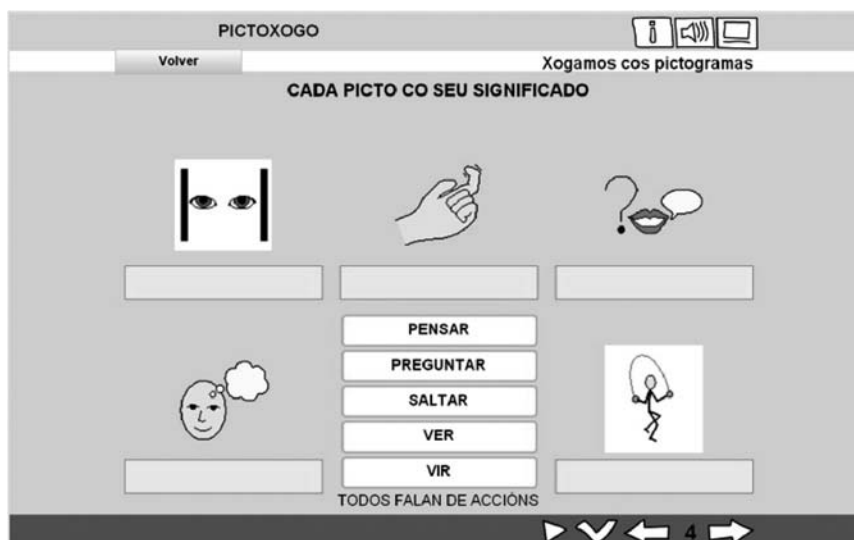 PICTOXOGO
Volver
Xogamos cos pictogramas
CADA PICTO CO SEU SIGNIFICADO
PENSAR
PREGUNTAR
SALTAR
VER
VIR
TODOS FALAN DE ACCIÓNS
4